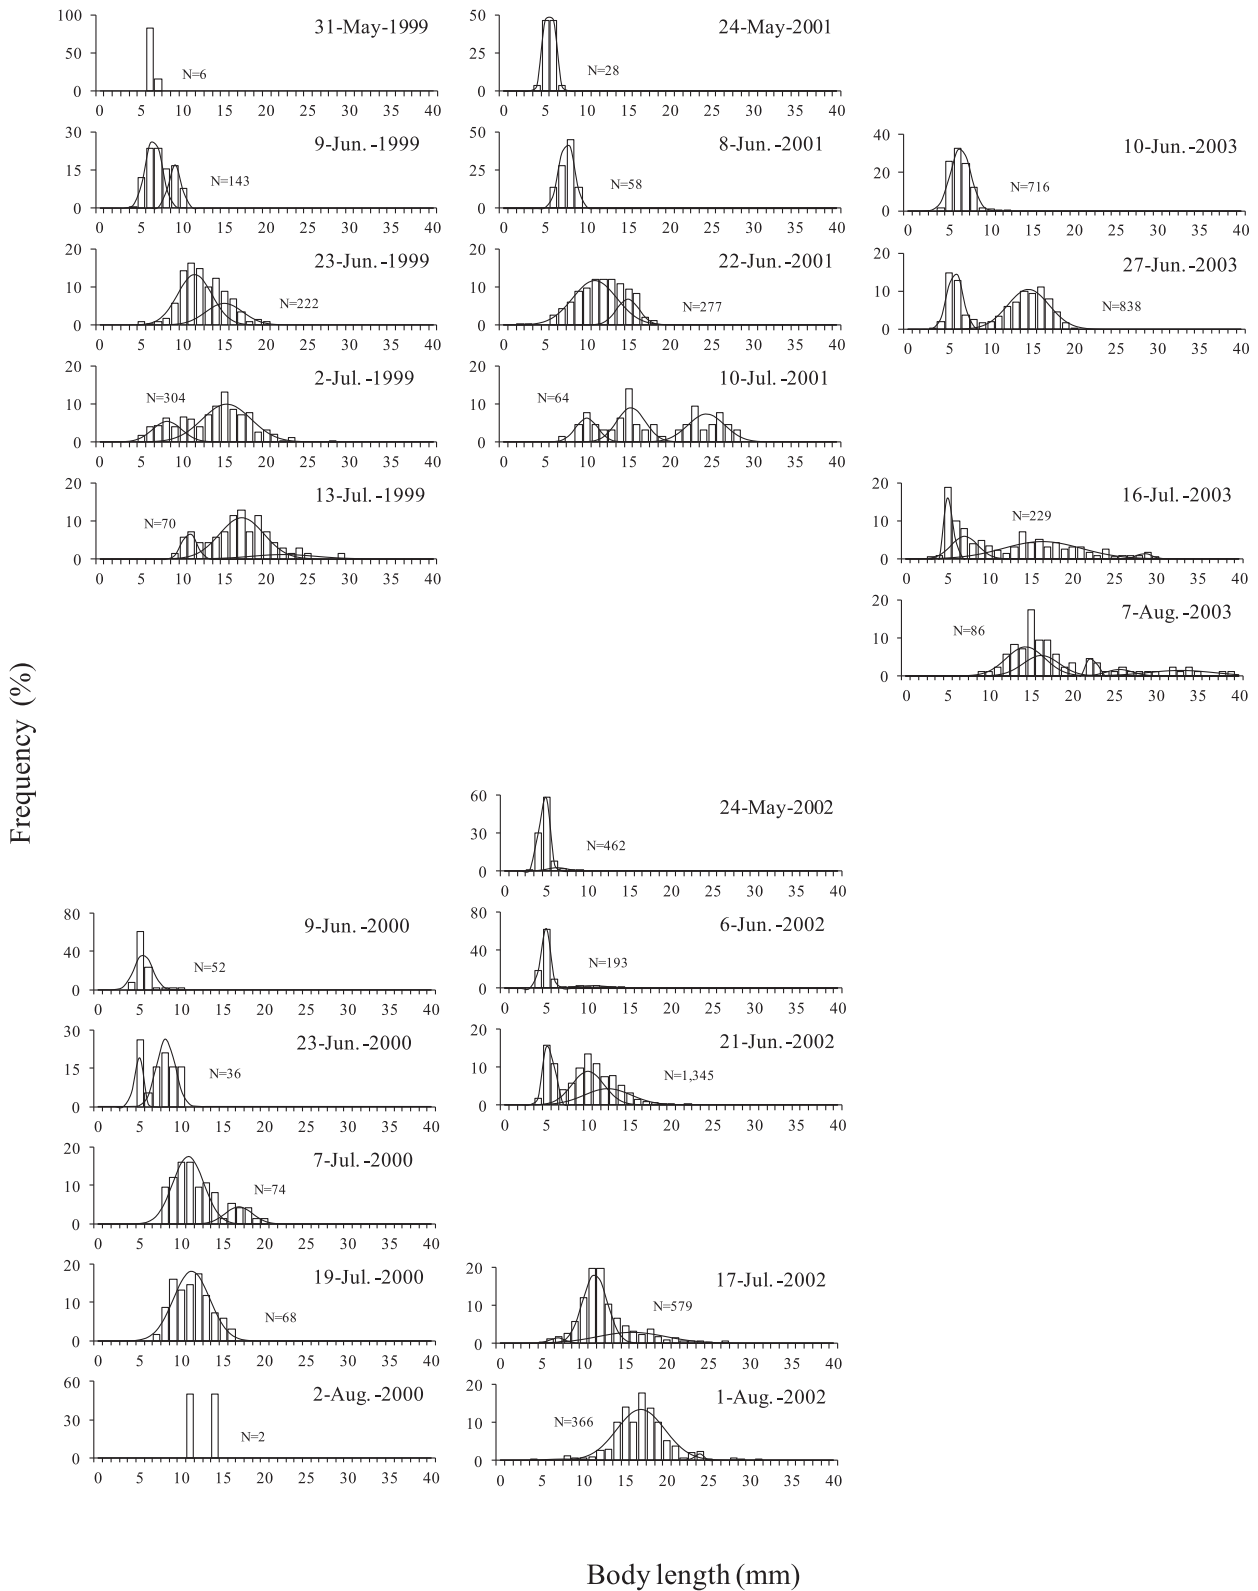 Frequency (%)
31-May-1999
N=6
100
50
0
0 5 10 15 20 25 30 35 40
9-Jun.-1999
N=143
30
15
0
0 5 10 15 20 25 30 35 40
23-Jun.-1999
N=222
20
10
0
0 5 10 15 20 25 30 35 40
2-Jul.-1999
N=304
20
10
0
0 5 10 15 20 25 30 35 40
13-Jul.-1999
N=70
20
10
0
0 5 10 15 20 25 30 35 40
9-Jun.-2000
N=52
80
40
0
0 5 10 15 20 25 30 35 40
23-Jun.-2000
N=36
30
15
0
0 5 10 15 20 25 30 35 40
7-Jul.-2000
N=74
20
10
0
0 5 10 15 20 25 30 35 40
19-Jul.-2000
N=68
20
10
0
0 5 10 15 20 25 30 35 40
2-Aug.-2000
N=2
60
30
0
0 5 10 15 20 25 30 35 40
24-May-2001
N=28
50
25
0
0 5 10 15 20 25 30 35 40
8-Jun.-2001
N=58
50
25
0
0 5 10 15 20 25 30 35 40
22-Jun.-2001
N=277
20
10
0
0 5 10 15 20 25 30 35 40
10-Jul.-2001
N=64
20
10
0
0 5 10 15 20 25 30 35 40
24-May-2002
N=462
60
30
0
0 5 10 15 20 25 30 35 40
6-Jun.-2002
N=193
80
40
0
0 5 10 15 20 25 30 35 40
21-Jun.-2002
N=1,345
20
10
0
0 5 10 15 20 25 30 35 40
17-Jul.-2002
N=579
20
10
0
0 5 10 15 20 25 30 35 40
1-Aug.-2002
N=366
20
10
0
0 5 10 15 20 25 30 35 40
10-Jun.-2003
N=716
40
20
0
0 5 10 15 20 25 30 35 40
27-Jun.-2003
N=838
20
10
0
0 5 10 15 20 25 30 35 40
16-Jul.-2003
N=229
20
10
0
0 5 10 15 20 25 30 35 40
7-Aug.-2003
N=86
20
10
0
0 5 10 15 20 25 30 35 40
Body length (mm)